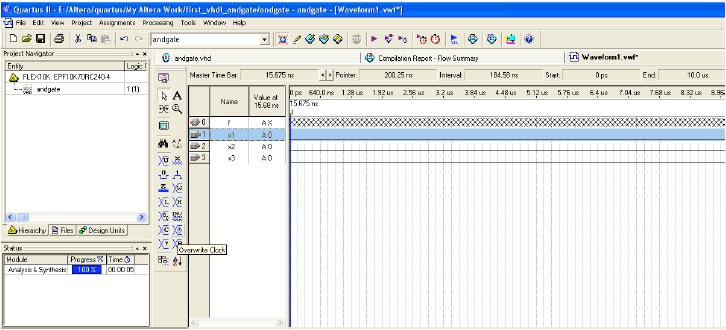 Quartus II - E:/Altera/quartus/My Altera Work/first_vhdl_andgate/andgate - andgate - [Waveform1.vwf*]
File Edit View Project Assignments Processing Tools Window Help
andgate
Project Navigator
Entity Logic
FLEX10K: EPF10K70RC240-4
andgate 1 (1)
Hierarchy Files Design Units
Status
Module Progress % Time
Analysis & Synthesis 100 % 00:00:05
andgate.vhd Compilation Report - Flow Summary Waveform1.vwf*
Master Time Bar: 15.675 ns Pointer: 200.25 ns Interval: 184.58 ns Start: 0 ps End: 10.0 us
Name Value at 15.68 ns
0 ps 640.0 ns 1.28 us 1.92 us 2.56 us 3.2 us 3.84 us 4.48 us 5.12 us 5.76 us 6.4 us 7.04 us 7.68 us 8.32 us 8.96
15.675 ns
0 f A X
1 x1 A 0
2 x2 A 0
3 x3 A 0
Overwrite Clock